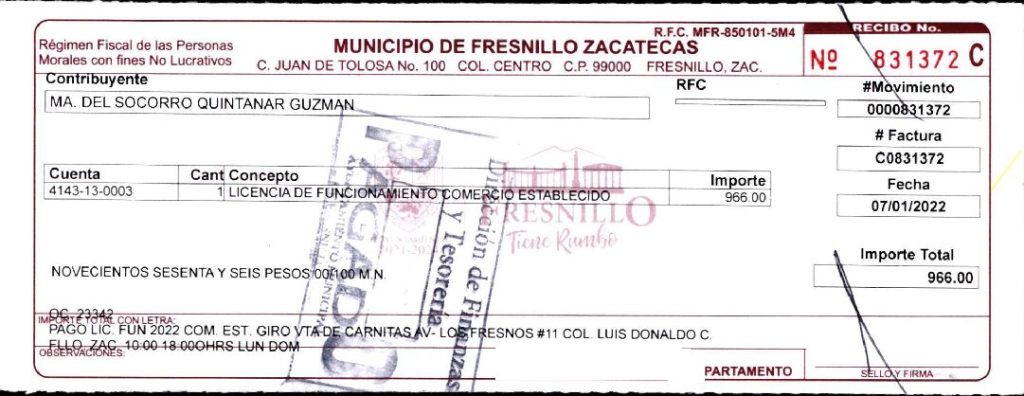 Régimen Fiscal de las Personas
Morales con fines No Lucrativos
R.F.C. MFR-850101-5M4
MUNICIPIO DE FRESNILLO ZACATECAS
C. JUAN DE TOLOSA No. 100 COL. CENTRO C.P. 99000 FRESNILLO, ZAC.
RECIBO No.
Nº 831372 C
Contribuyente
MA. DEL SOCORRO QUINTANAR GUZMAN
RFC
#Movimiento
0000831372
# Factura
C0831372
Fecha
07/01/2022
Cuenta Cant Concepto Importe
4143-13-0003 1 LICENCIA DE FUNCIONAMIENTO COMERCIO ESTABLECIDO 966.00
FRESNILLO
Tiene Rumbo
PAGADO
Dirección de Finanzas
y Tesorería
Importe Total
966.00
NOVECIENTOS SESENTA Y SEIS PESOS 00/100 M.N.
OC. 23342
IMPORTE TOTAL CON LETRA:
PAGO LIC. FUN 2022 COM. EST. GIRO VTA DE CARNITAS AV- LOS FRESNOS #11 COL. LUIS DONALDO C.
FLLO, ZAC. 10:00 18:00OHRS LUN DOM
OBSERVACIONES:
PARTAMENTO
SELLO Y FIRMA